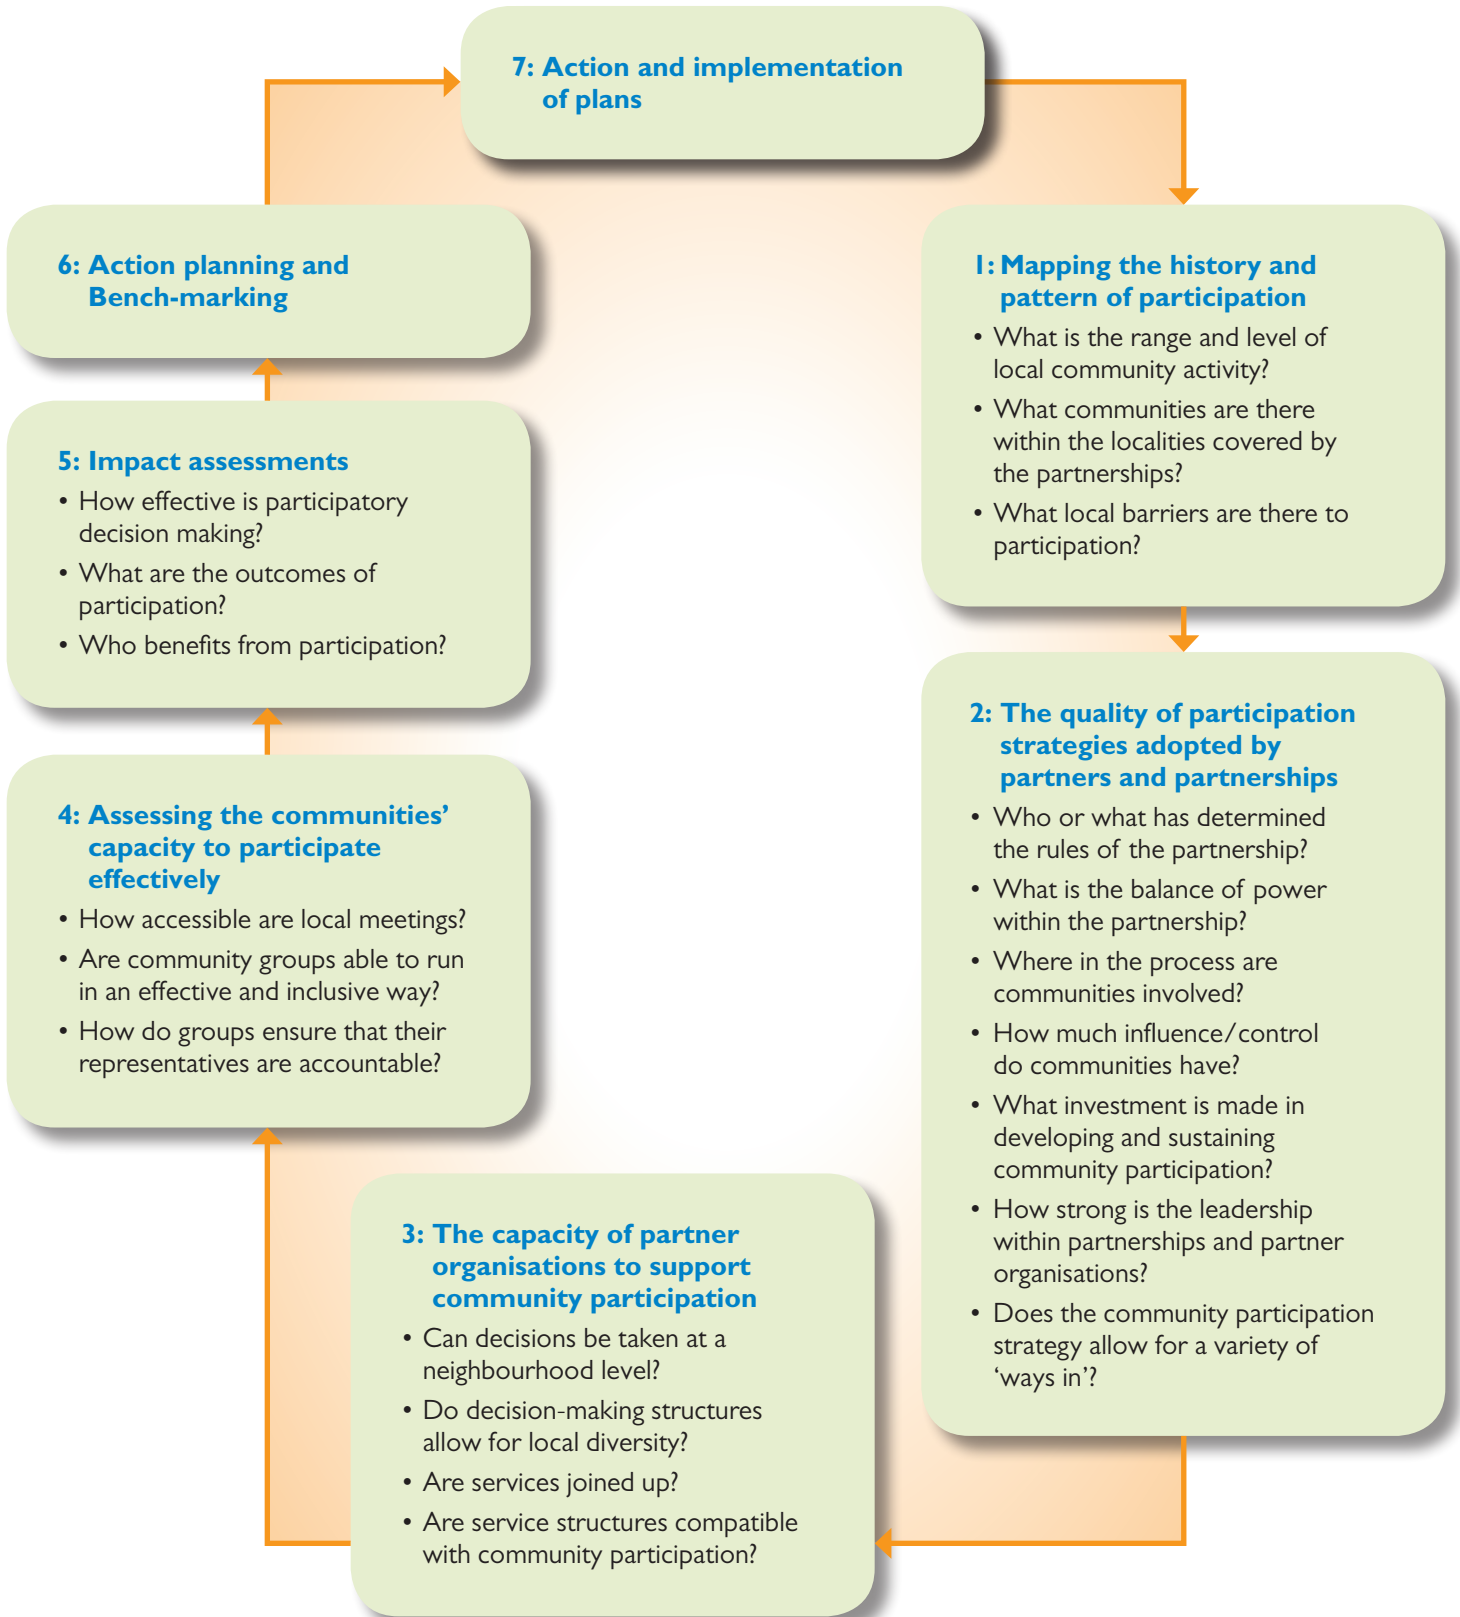 7: Action and implementation
of plans
6: Action planning and
Bench-marking
1: Mapping the history and
pattern of participation
• What is the range and level of
local community activity?
• What communities are there
within the localities covered by
the partnerships?
• What local barriers are there to
participation?
5: Impact assessments
• How effective is participatory
decision making?
• What are the outcomes of
participation?
• Who benefits from participation?
2: The quality of participation
strategies adopted by
partners and partnerships
• Who or what has determined
the rules of the partnership?
• What is the balance of power
within the partnership?
• Where in the process are
communities involved?
• How much influence/control
do communities have?
• What investment is made in
developing and sustaining
community participation?
• How strong is the leadership
within partnerships and partner
organisations?
• Does the community participation
strategy allow for a variety of
‘ways in’?
4: Assessing the communities’
capacity to participate
effectively
• How accessible are local meetings?
• Are community groups able to run
in an effective and inclusive way?
• How do groups ensure that their
representatives are accountable?
3: The capacity of partner
organisations to support
community participation
• Can decisions be taken at a
neighbourhood level?
• Do decision-making structures
allow for local diversity?
• Are services joined up?
• Are service structures compatible
with community participation?